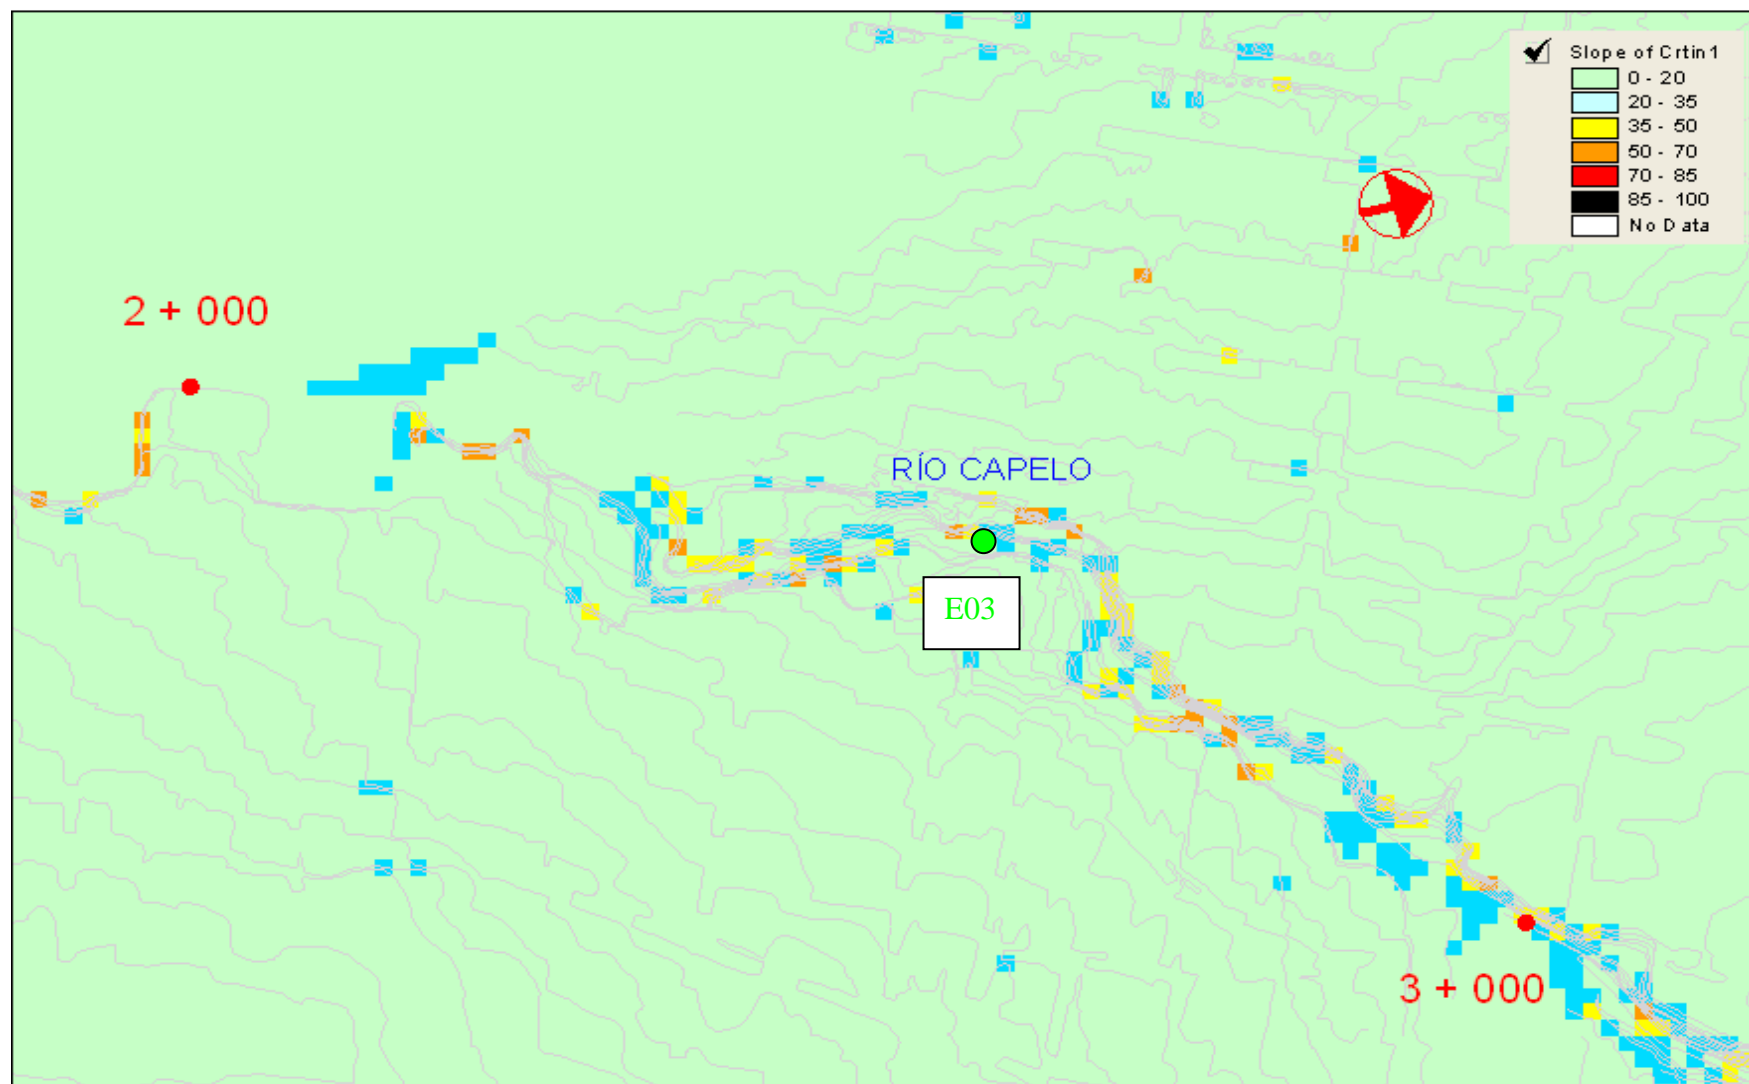 Slope of Crtin1
0 - 20
20 - 35
35 - 50
50 - 70
70 - 85
85 - 100
No Data
2 + 000
RÍO CAPELO
E03
3 + 000